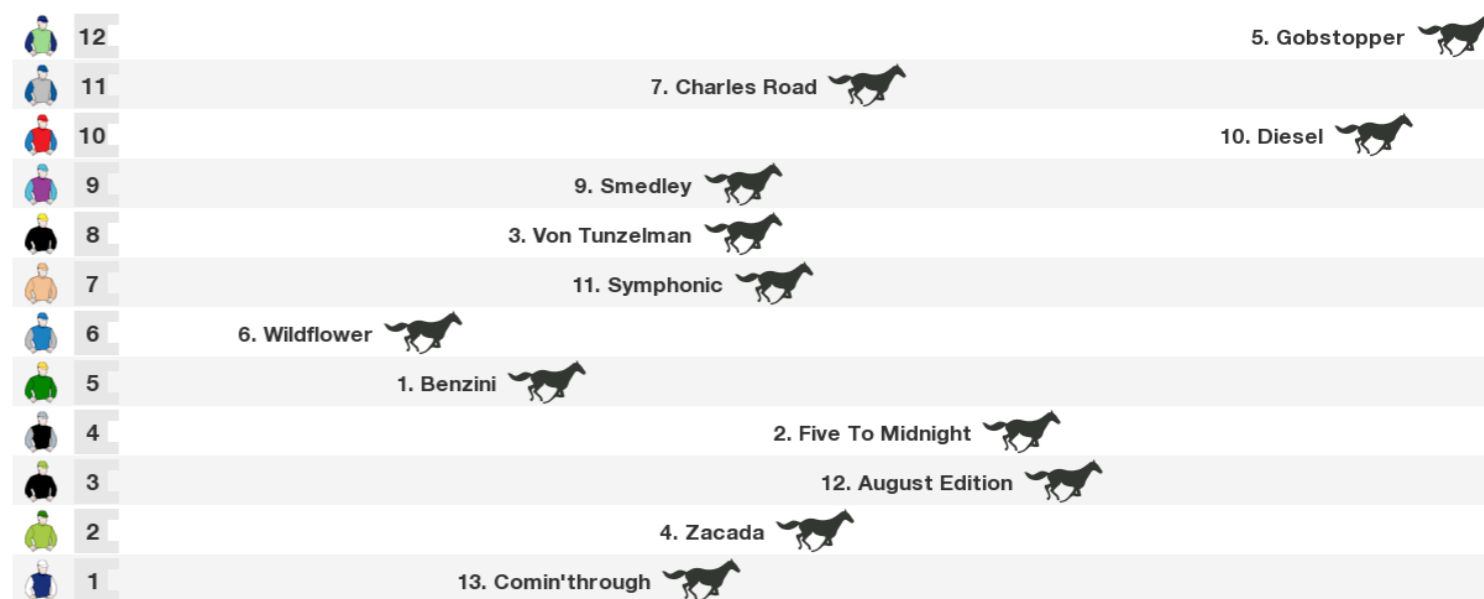 12 5. Gobstopper
11 7. Charles Road
10 10. Diesel
9 9. Smedley
8 3. Von Tunzelman
7 11. Symphonic
6 6. Wildflower
5 1. Benzini
4 2. Five To Midnight
3 12. August Edition
2 4. Zacada
1 13. Comin'through